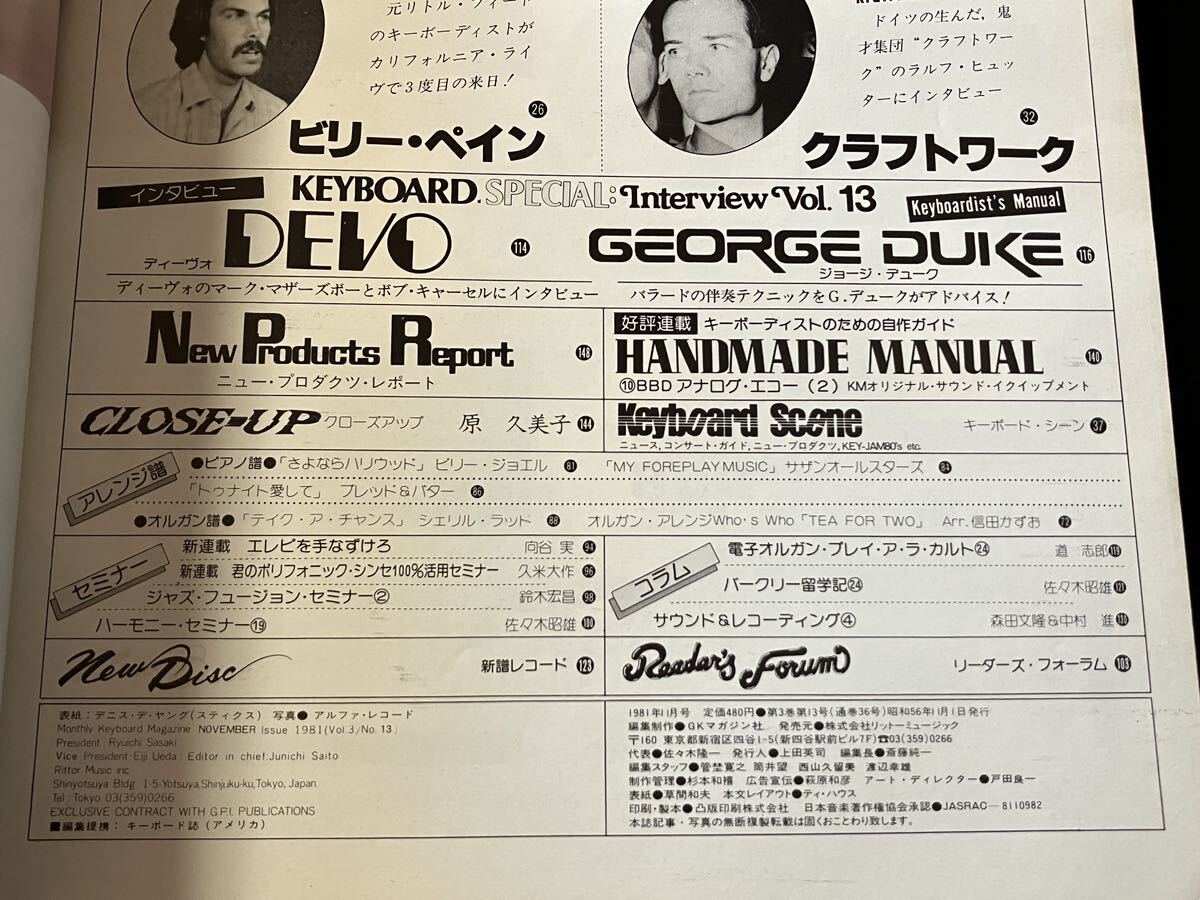 元リトル・フィート
のキーボーディストが
カリフォルニア・ライ
ヴで3度目の来日!
26
ビリー・ペイン
ドイツの生んだ,鬼
才集団“クラフトワー
ク”のラルフ・ヒュッ
ターにインタビュー
32
クラフトワーク
インタビュー
KEYBOARD. SPECIAL: Interview Vol. 13
Keyboardist's Manual
ディーヴォ DEVO 114
ディーヴォのマーク・マザーズボーとボブ・キャーセルにインタビュー
GEORGE DUKE 116
ジョージ・デューク
バラードの伴奏テクニックをG.デュークがアドバイス!
New Products Report 148
ニュー・プロダクツ・レポート
好評連載 キーボーディストのための自作ガイド
HANDMADE MANUAL 140
⑩BBD アナログ・エコー(2) KMオリジナル・サウンド・イクイップメント
CLOSE-UP クローズアップ 原 久美子 144
Keyboard Scene キーボード・シーン 37
ニュース,コンサート・ガイド,ニュー・プロダクツ,KEY-JAM80's etc.
アレンジ譜
●ピアノ譜●「さよならハリウッド」 ビリー・ジョエル 81 「MY FOREPLAY MUSIC」サザンオールスターズ 84
「トゥナイト愛して」 ブレッド&バター 86
●オルガン譜●「テイク・ア・チャンス」 シェリル・ラッド 88 オルガン・アレンジWho's Who「TEA FOR TWO」 Arr.信田かずお 72
セミナー
新連載 エレピを手なずけろ 向谷 実 94
新連載 君のポリフォニック・シンセ100%活用セミナー 久米大作 96
ジャズ・フュージョン・セミナー② 鈴木宏昌 98
ハーモニー・セミナー⑲ 佐々木昭雄 100
コラム
電子オルガン・プレイ・ア・ラ・カルト㉔ 道 志郎 119
バークリー留学記㉔ 佐々木昭雄 121
サウンド&レコーディング④ 森田文隆&中村 進 130
New Disc 新譜レコード 123
Reader's Forum リーダーズ・フォーラム 103
表紙:デニス・デ・ヤング(スティクス) 写真● アルファ・レコード
Monthly Keyboard Magazine NOVEMBER Issue 1981 (Vol.3/No. 13)
President: Ryuichi Sasaki
Vice President:Eiji Ueda: Editor in chief:Junichi Saito
Rittor Music inc
Shinyotsuya Bldg 1-5-Yotsuya,Shinjuku-ku,Tokyo, Japan.
Tel: Tokyo 03(359)0266
EXCLUSIVE CONTRACT WITH G.P.I. PUBLICATIONS
■編集提携:キーボード誌(アメリカ)
1981年11月号 定価480円●第3巻第13号(通巻36号)昭和56年11月1日発行
編集制作●GKマガジン社 発売元●株式会社リットーミュージック
〒160 東京都新宿区四谷1-5(新四谷駅前ビル7F)☎03(359)0266
代表●佐々木隆一 発行人●上田英司 編集長●斎藤純一
編集スタッフ●菅埜寛之 筒井望 西山久留美 渡辺幸雄
制作管理●杉本和禧 広告宣伝●萩原和彦 アート・ディレクター●戸田良一
表紙●草間和夫 本文レイアウト●ティ・ハウス
印刷・製本●凸版印刷株式会社 日本音楽著作権協会承認●JASRAC—8110982
本誌記事・写真の無断複製転載は固くおことわり致します。